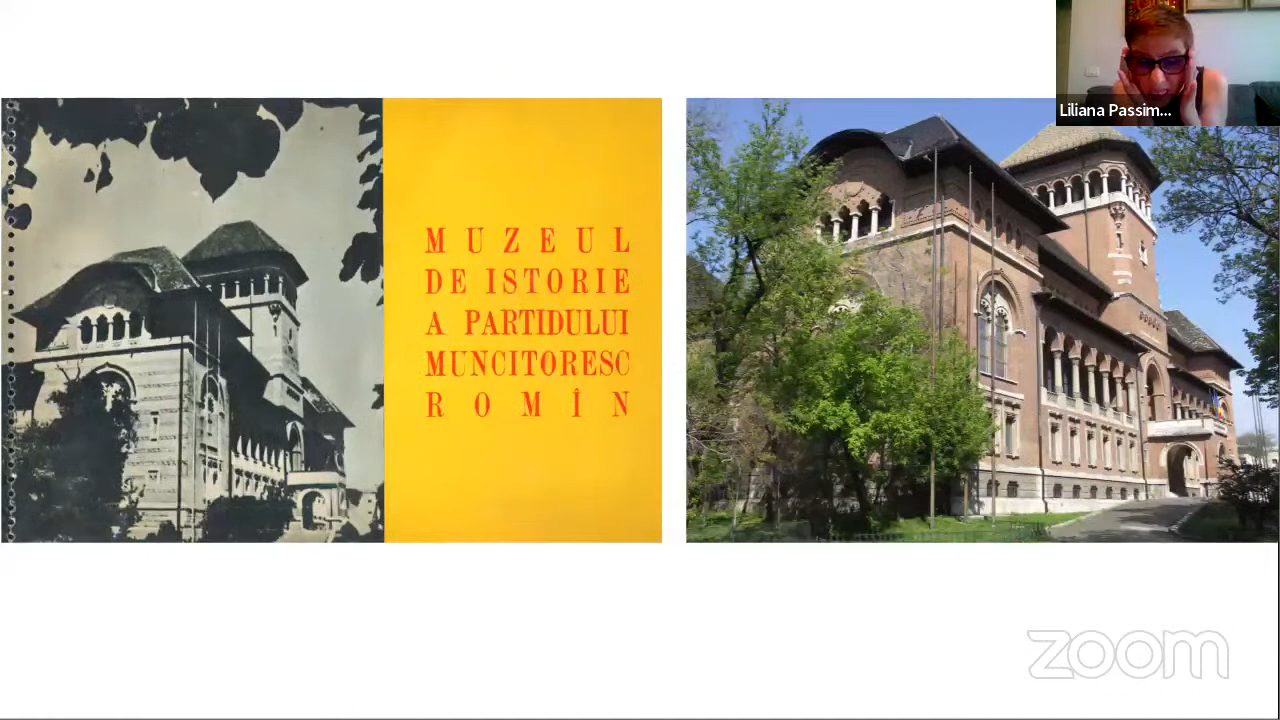 MUZEUL
DE ISTORIE
A PARTIDULUI
MUNCITORESC
ROMÎN
Liliana Passim...
zoom